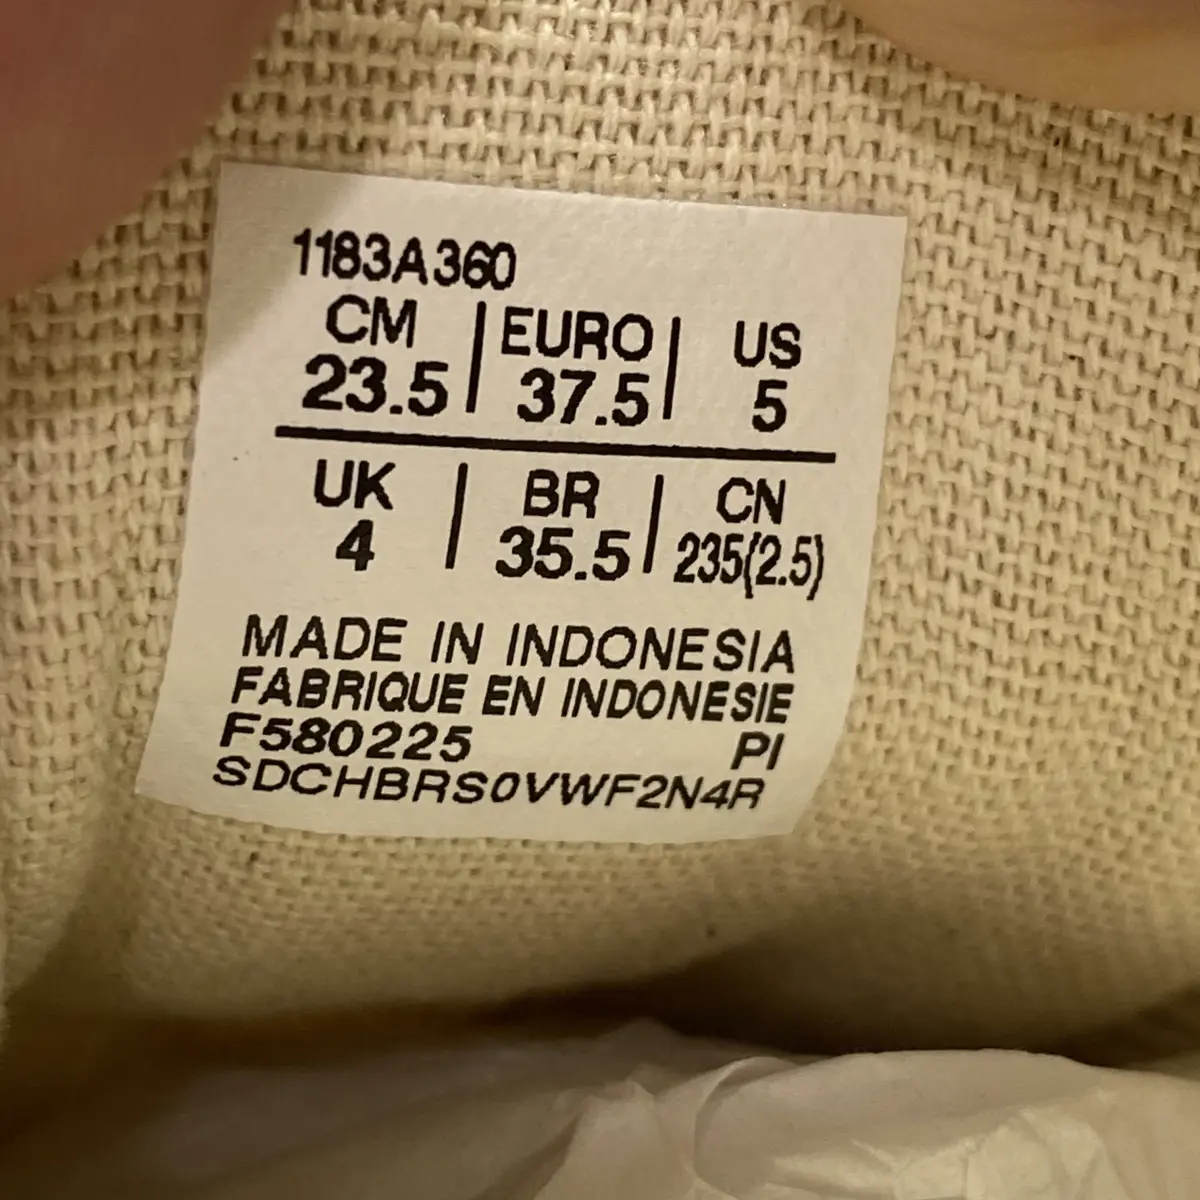 1183A360
CM | EURO | US
23.5 | 37.5 | 5
UK | BR | CN
4 | 35.5 | 235(2.5)
MADE IN INDONESIA
FABRIQUE EN INDONESIE
F580225 PI
SDCHBRS0VWF2N4R